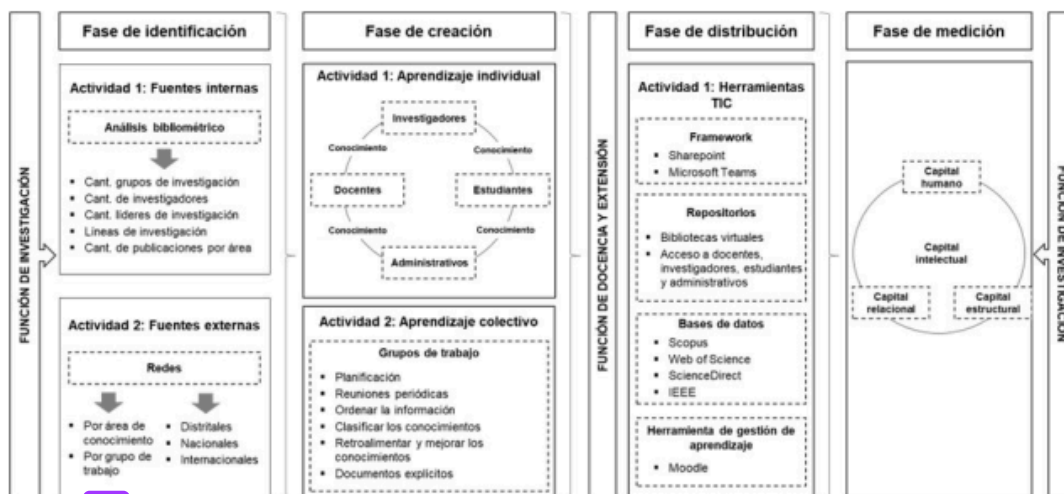 FUNCIÓN DE INVESTIGACIÓN
Fase de identificación
Actividad 1: Fuentes internas
Análisis bibliométrico
▪ Cant. grupos de investigación
▪ Cant. de investigadores
▪ Cant. líderes de investigación
▪ Líneas de investigación
▪ Cant. de publicaciones por área
Actividad 2: Fuentes externas
Redes
▪ Por área de
conocimiento
▪ Por grupo de
trabajo
▪ Distritales
▪ Nacionales
▪ Internacionales
Fase de creación
Actividad 1: Aprendizaje individual
Investigadores
Conocimiento
Conocimiento
Docentes
Estudiantes
Conocimiento
Conocimiento
Administrativos
Actividad 2: Aprendizaje colectivo
Grupos de trabajo
▪ Planificación
▪ Reuniones periódicas
▪ Ordenar la información
▪ Clasificar los conocimientos
▪ Retroalimentar y mejorar los
conocimientos
▪ Documentos explícitos
FUNCIÓN DE DOCENCIA Y EXTENSIÓN
Fase de distribución
Actividad 1: Herramientas
TIC
Framework
▪ Sharepoint
▪ Microsoft Teams
Repositorios
▪ Bibliotecas virtuales
▪ Acceso a docentes,
investigadores, estudiantes
y administrativos
Bases de datos
▪ Scopus
▪ Web of Science
▪ ScienceDirect
▪ IEEE
Herramienta de gestión de
aprendizaje
▪ Moodle
Fase de medición
Capital
humano
Capital
intelectual
Capital
relacional
Capital
estructural
FUNCIÓN DE INVESTIGACIÓN